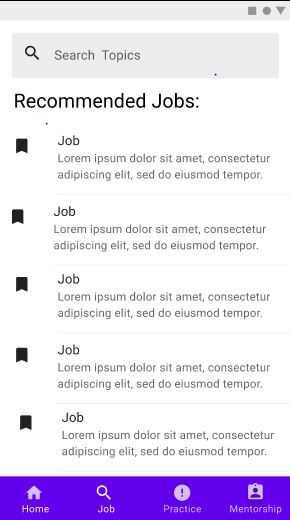 Search Topics
Recommended Jobs:
Job
Lorem ipsum dolor sit amet, consectetur
adipiscing elit, sed do eiusmod tempor.
Job
Lorem ipsum dolor sit amet, consectetur
adipiscing elit, sed do eiusmod tempor.
Job
Lorem ipsum dolor sit amet, consectetur
adipiscing elit, sed do eiusmod tempor.
Job
Lorem ipsum dolor sit amet, consectetur
adipiscing elit, sed do eiusmod tempor.
Job
Lorem ipsum dolor sit amet, consectetur
adipiscing elit, sed do eiusmod tempor.
Home Job Practice Mentorship